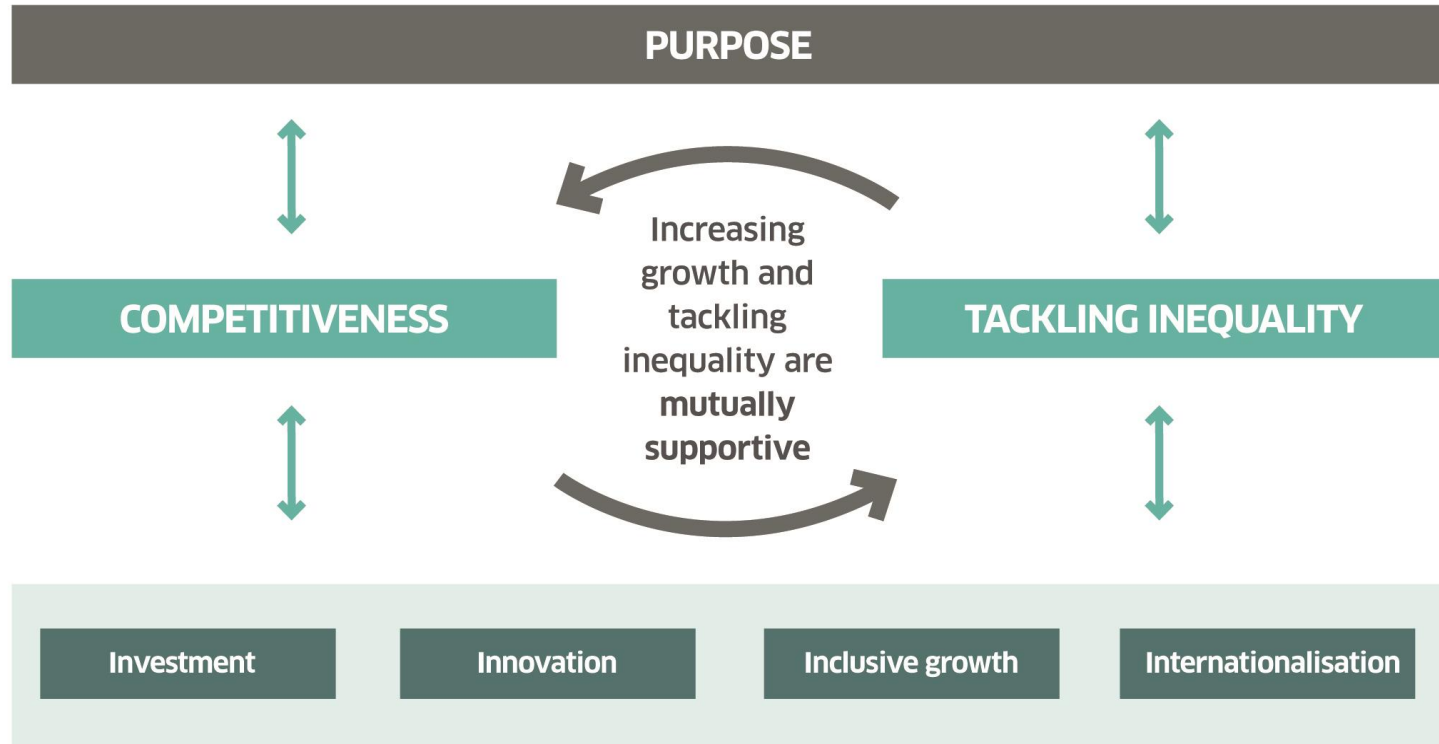 PURPOSE
COMPETITIVENESS
Increasing
growth and
tackling
inequality are
mutually
supportive
TACKLING INEQUALITY
Investment
Innovation
Inclusive growth
Internationalisation